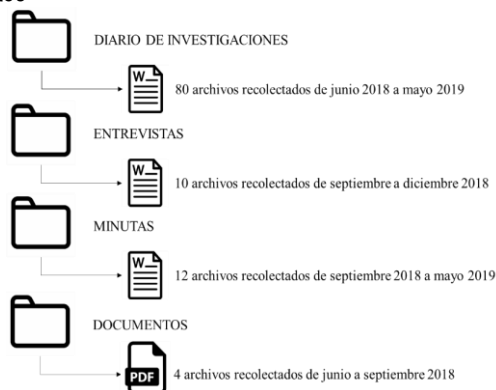 DIARIO DE INVESTIGACIONES
W
80 archivos recolectados de junio 2018 a mayo 2019
ENTREVISTAS
W
10 archivos recolectados de septiembre a diciembre 2018
MINUTAS
W
12 archivos recolectados de septiembre 2018 a mayo 2019
DOCUMENTOS
PDF
4 archivos recolectados de junio a septiembre 2018